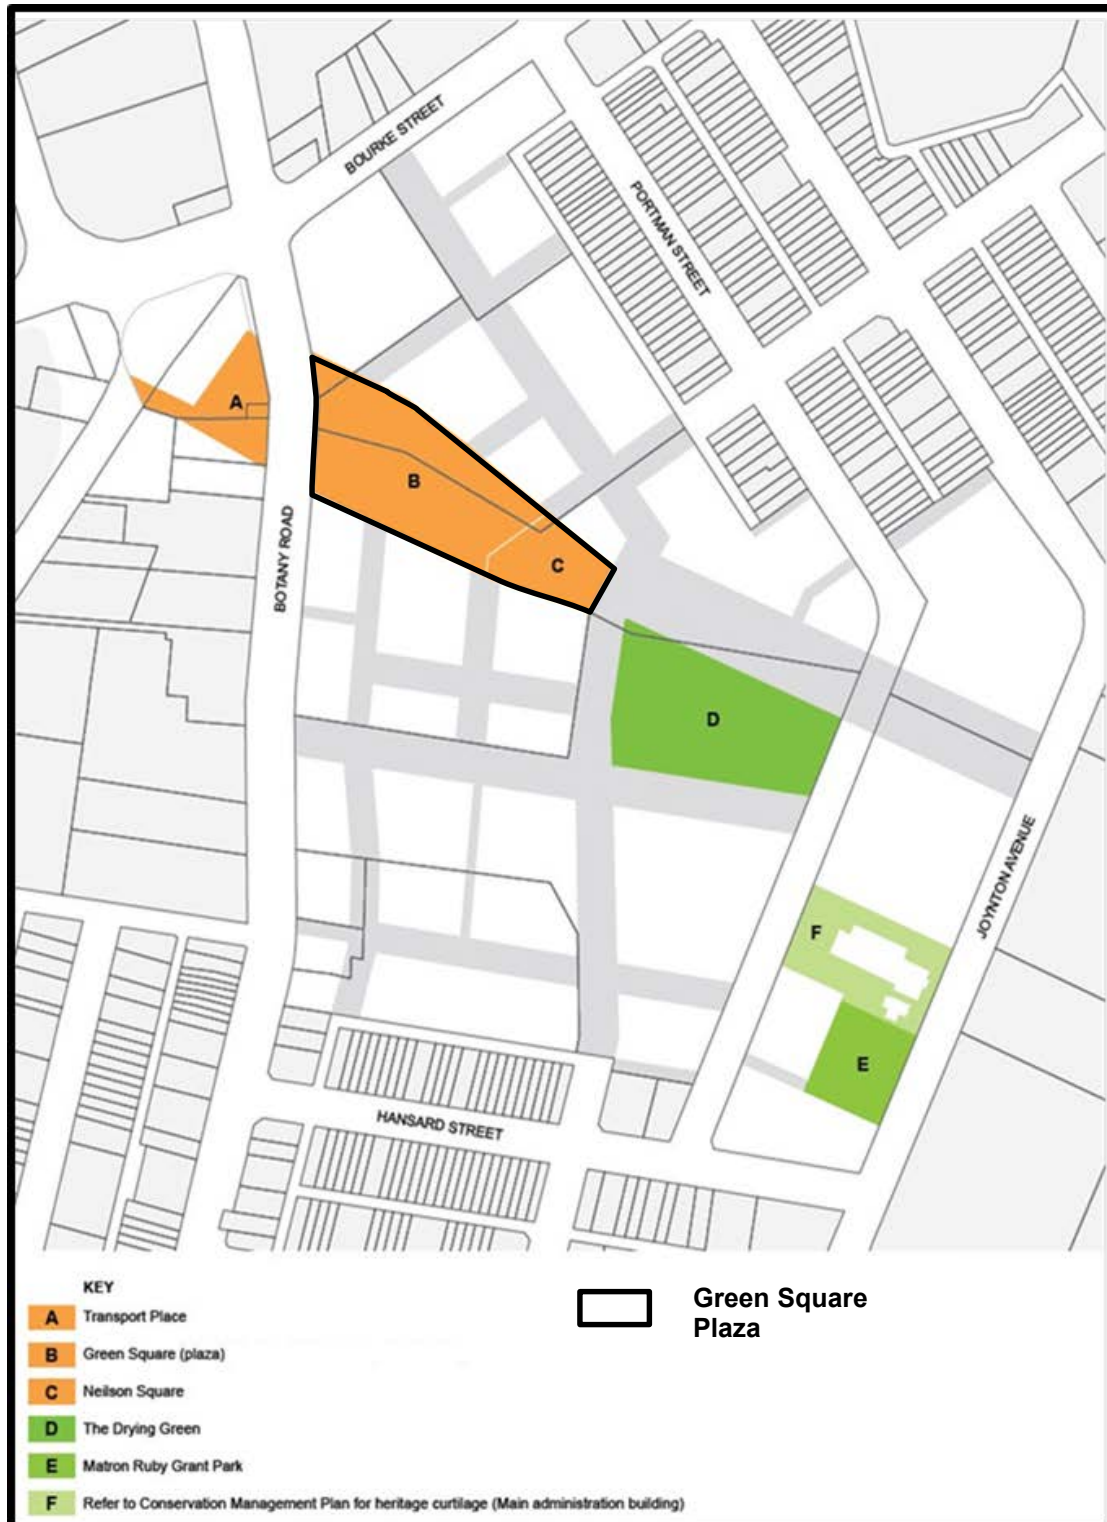 BOURKE STREET
PORTMAN STREET
A
B
BOTANY ROAD
C
D
JOYNTON AVENUE
F
E
HANSARD STREET
KEY
A Transport Place
B Green Square (plaza)
C Neilson Square
D The Drying Green
E Matron Ruby Grant Park
F Refer to Conservation Management Plan for heritage curtilage (Main administration building)
Green Square
Plaza